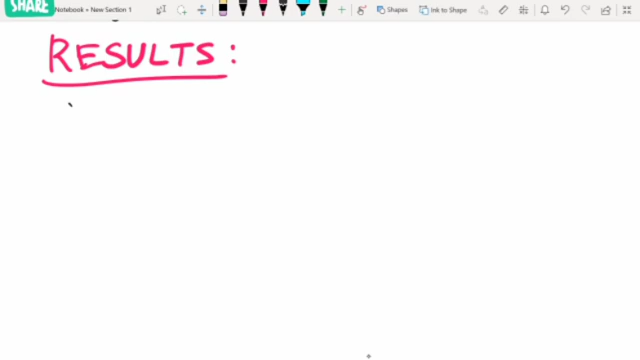 SHARE
Notebook » New Section 1
Shapes
Ink to Shape
RESULTS: